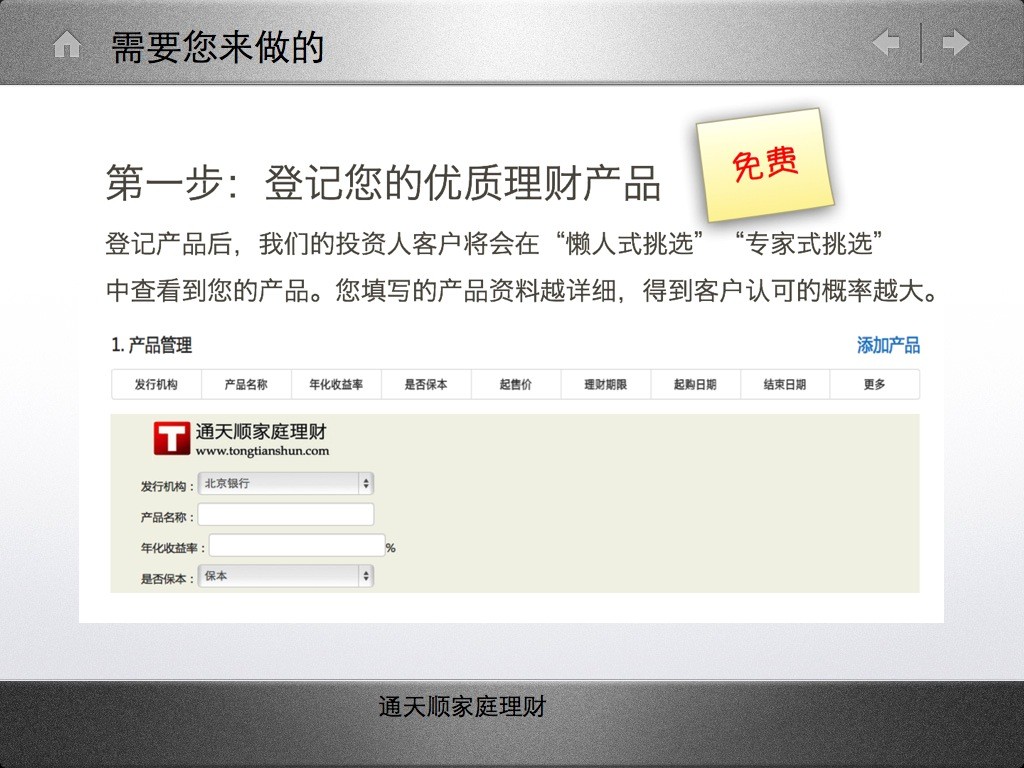 需要您来做的
免费
第一步：登记您的优质理财产品
登记产品后，我们的投资人客户将会在“懒人式挑选” “专家式挑选”
中查看到您的产品。您填写的产品资料越详细，得到客户认可的概率越大。
1. 产品管理 添加产品
发行机构 产品名称 年化收益率 是否保本 起售价 理财期限 起购日期 结束日期 更多
T 通天顺家庭理财
www.tongtianshun.com
发行机构： 北京银行
产品名称：
年化收益率： %
是否保本： 保本
通天顺家庭理财